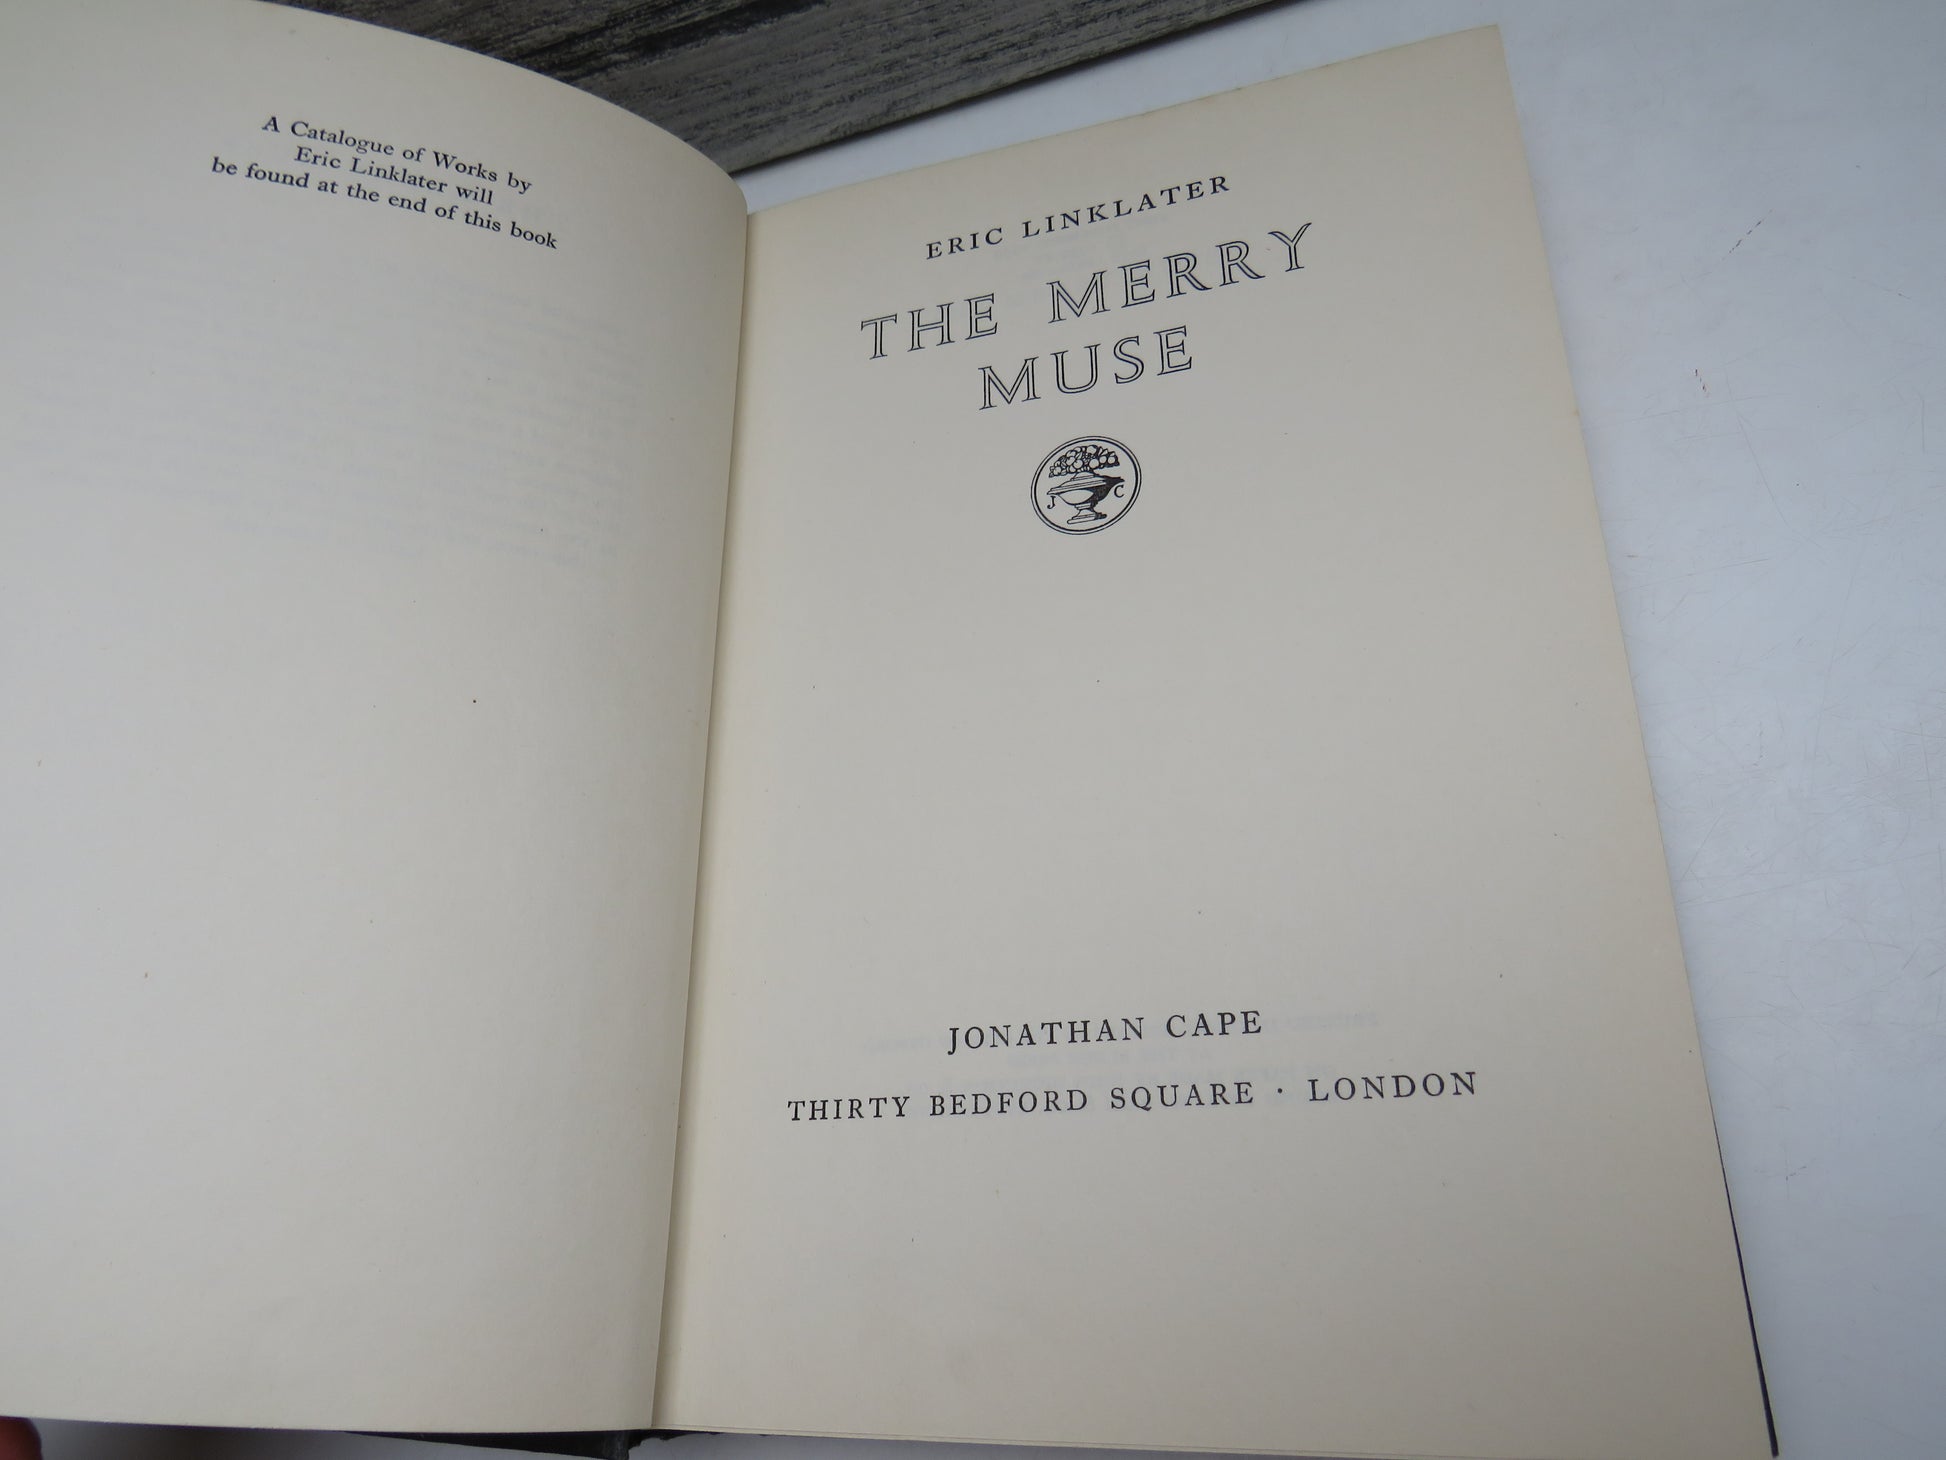 A Catalogue of Works by
Eric Linklater will
be found at the end of this book
ERIC LINKLATER
THE MERRY
MUSE
J C
JONATHAN CAPE
THIRTY BEDFORD SQUARE · LONDON